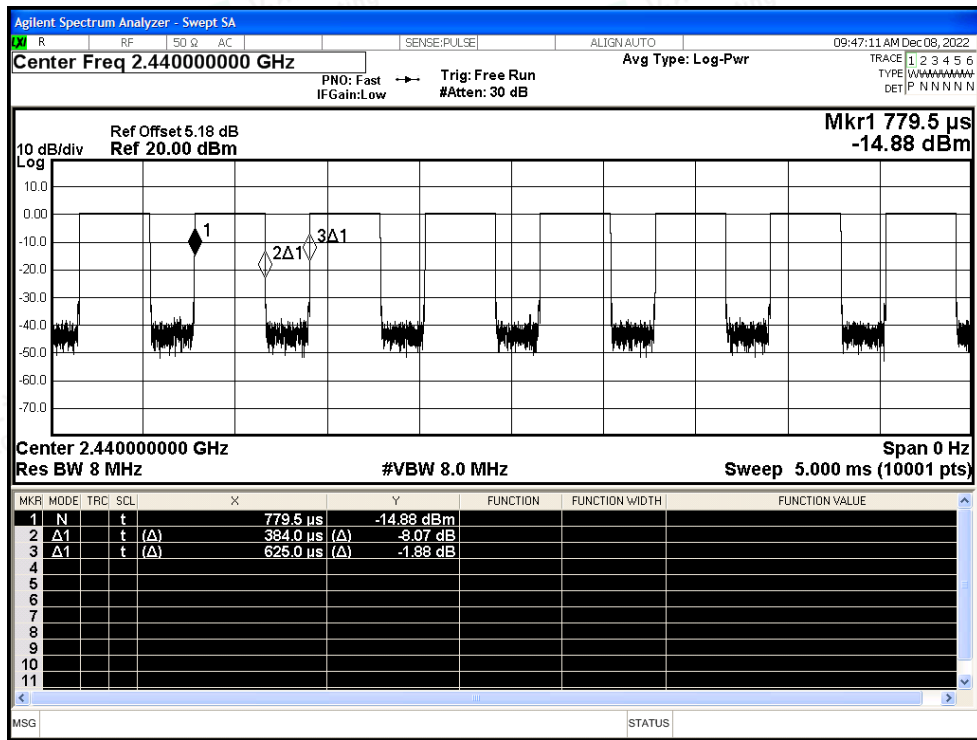 Agilent Spectrum Analyzer - Swept SA
LXI R RF 50 Ω AC SENSE:PULSE ALIGN AUTO 09:47:11 AM Dec 08, 2022
Center Freq 2.440000000 GHz
PNO: Fast
IFGain:Low
Trig: Free Run
#Atten: 30 dB
Avg Type: Log-Pwr
TRACE 1 2 3 4 5 6
TYPE
DET P N N N N N
Mkr1 779.5 µs
-14.88 dBm
Ref Offset 5.18 dB
10 dB/div Ref 20.00 dBm
Log
10.0
0.00
-10.0
-20.0
-30.0
-40.0
-50.0
-60.0
-70.0
1
2Δ1
3Δ1
Center 2.440000000 GHz Span 0 Hz
Res BW 8 MHz #VBW 8.0 MHz Sweep 5.000 ms (10001 pts)
MKR MODE TRC SCL X Y FUNCTION FUNCTION WIDTH FUNCTION VALUE
1 N t 779.5 µs -14.88 dBm
2 Δ1 t (Δ) 384.0 µs (Δ) -8.07 dB
3 Δ1 t (Δ) 625.0 µs (Δ) -1.88 dB
4
5
6
7
8
9
10
11
MSG STATUS